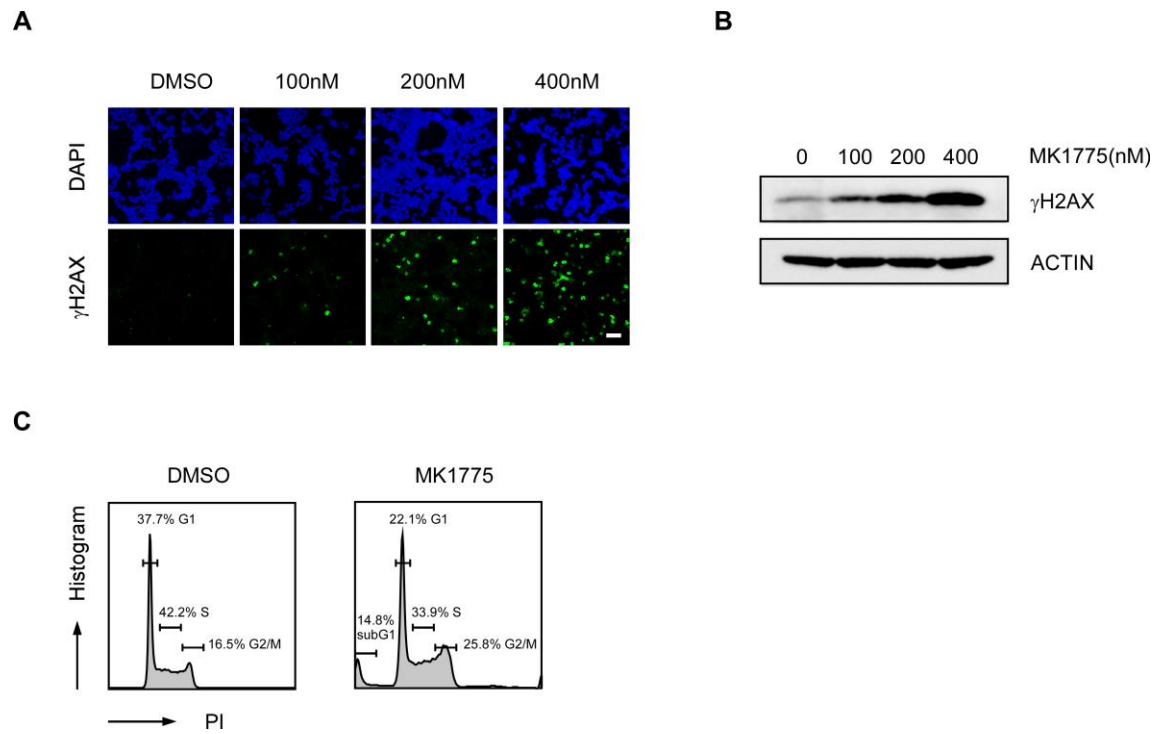 A
DMSO 100nM 200nM 400nM
DAPI
γH2AX
B
0 100 200 400 MK1775(nM)
γH2AX
ACTIN
C
DMSO
37.7% G1
42.2% S
16.5% G2/M
MK1775
22.1% G1
14.8%
subG1
33.9% S
25.8% G2/M
Histogram
PI